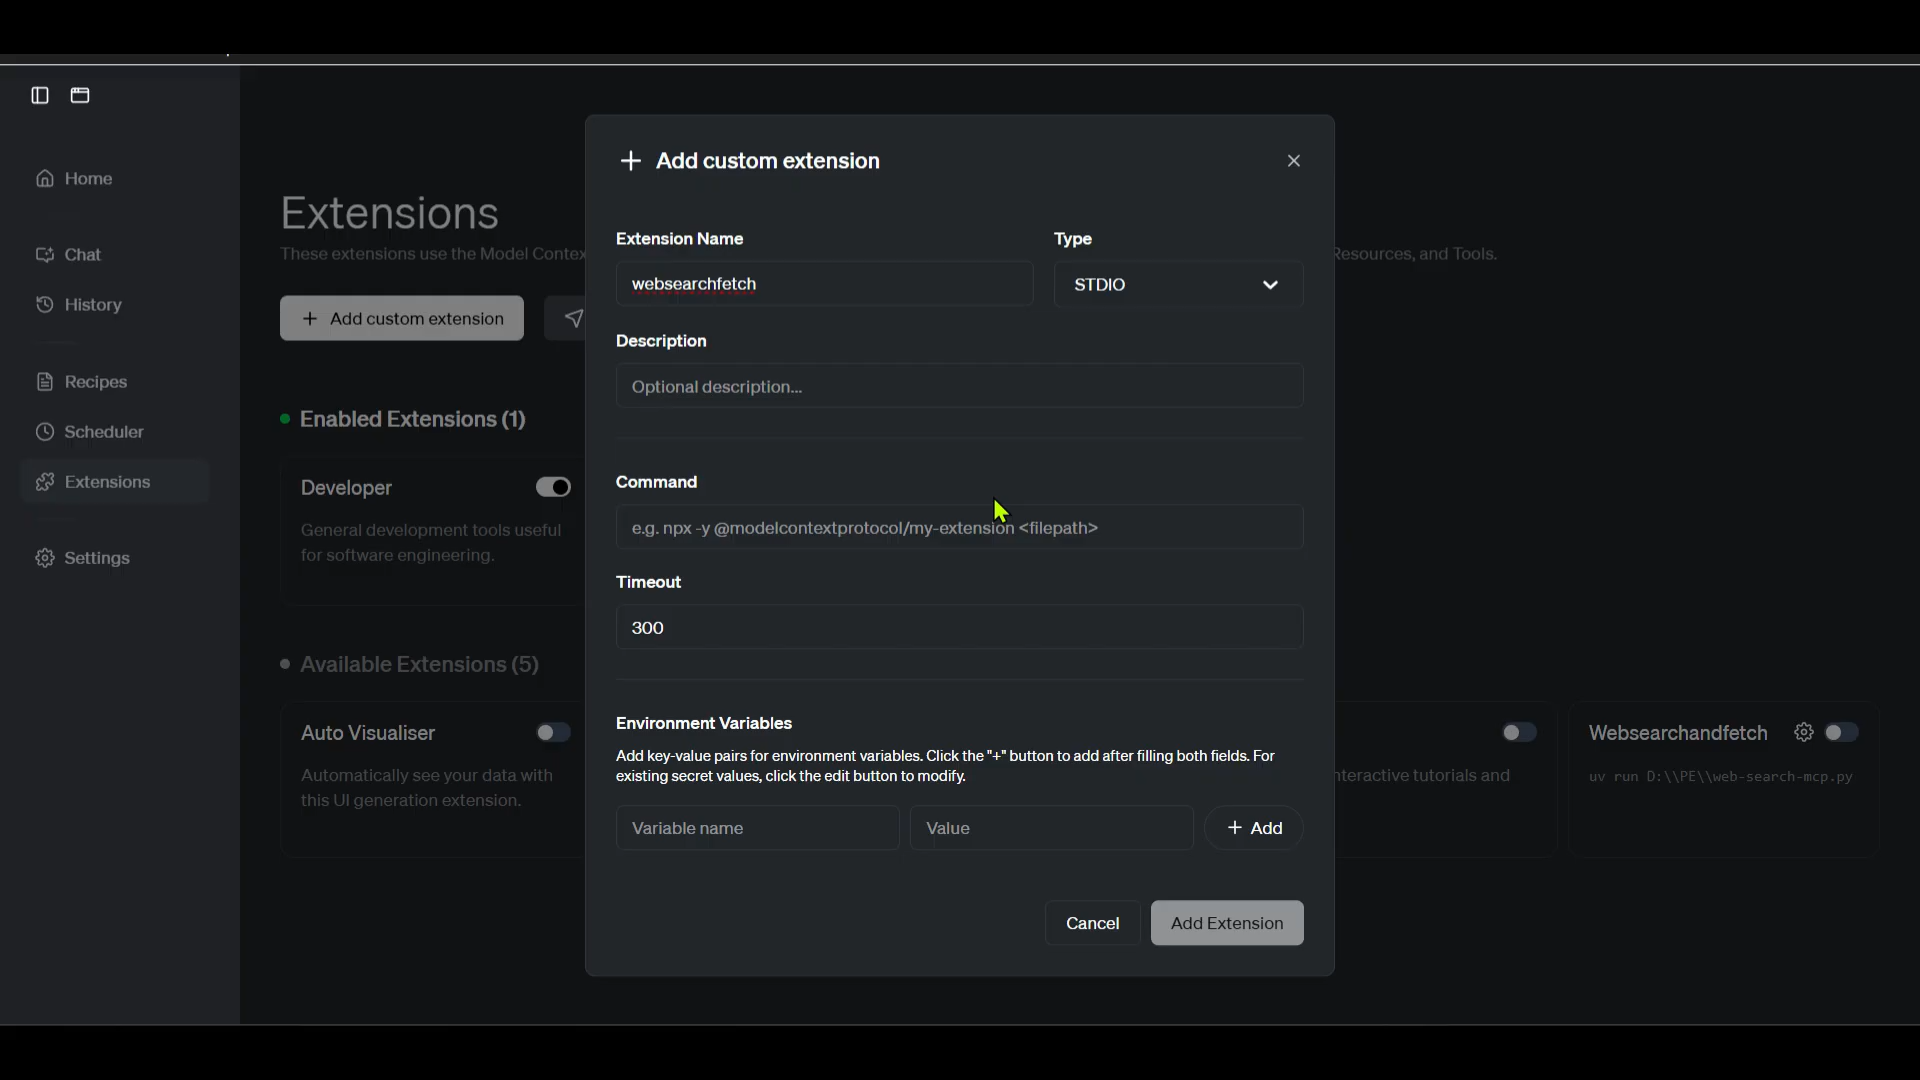 Home
Chat
History
Recipes
Scheduler
Extensions
Settings
Extensions
These extensions use the Model Contex
Resources, and Tools.
Add custom extension
Enabled Extensions (1)
Developer
General development tools useful
for software engineering.
Available Extensions (5)
Auto Visualiser
Automatically see your data with
this UI generation extension.
Add custom extension
Extension Name
Type
websearchfetch
STDIO
Description
Optional description...
Command
e.g. npx -y @modelcontextprotocol/my-extension <filepath>
Timeout
300
Environment Variables
Add key-value pairs for environment variables. Click the "+" button to add after filling both fields. For
existing secret values, click the edit button to modify.
Variable name
Value
Add
Cancel
Add Extension
nteractive tutorials and
Websearchandfetch
uv run D:\\PE\\web-search-mcp.py